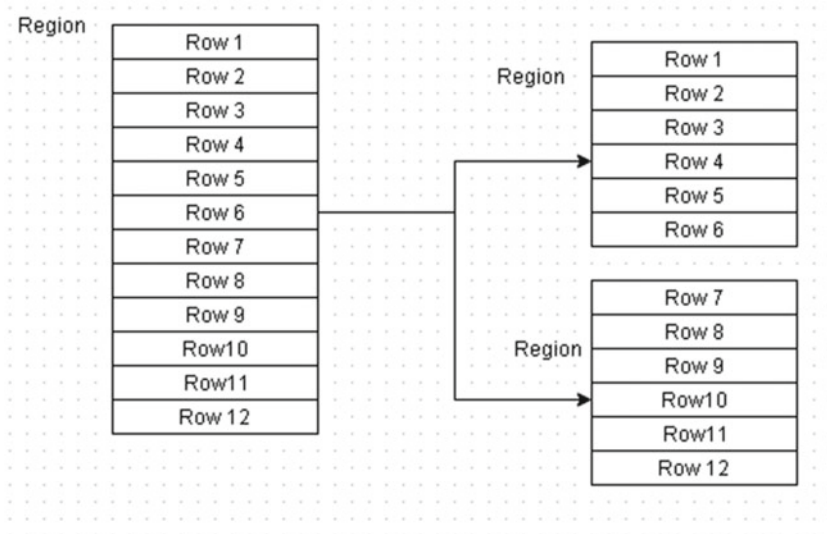 Region
Row 1
Row 2
Row 3
Row 4
Row 5
Row 6
Row 7
Row 8
Row 9
Row10
Row11
Row 12
Region
Row 1
Row 2
Row 3
Row 4
Row 5
Row 6
Region
Row 7
Row 8
Row 9
Row10
Row11
Row 12